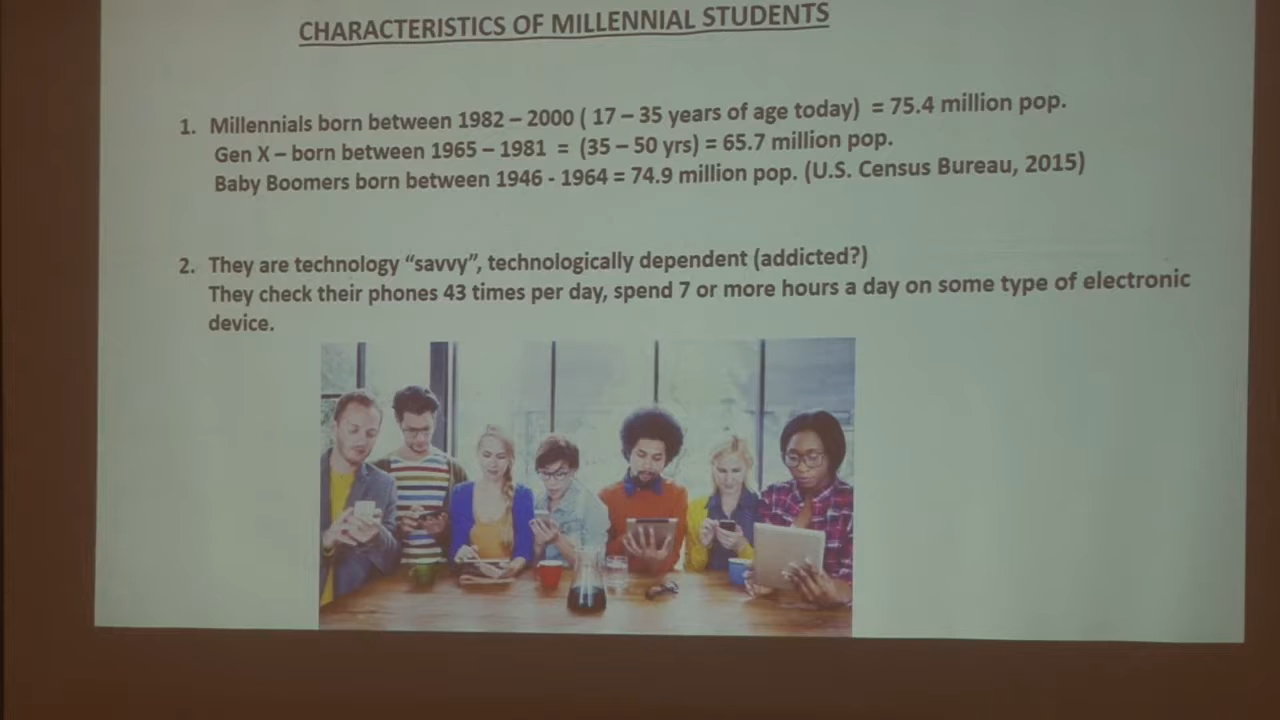 CHARACTERISTICS OF MILLENNIAL STUDENTS
1. Millennials born between 1982 – 2000 ( 17 – 35 years of age today) = 75.4 million pop.
Gen X – born between 1965 – 1981 = (35 – 50 yrs) = 65.7 million pop.
Baby Boomers born between 1946 - 1964 = 74.9 million pop. (U.S. Census Bureau, 2015)
2. They are technology “savvy”, technologically dependent (addicted?)
They check their phones 43 times per day, spend 7 or more hours a day on some type of electronic
device.